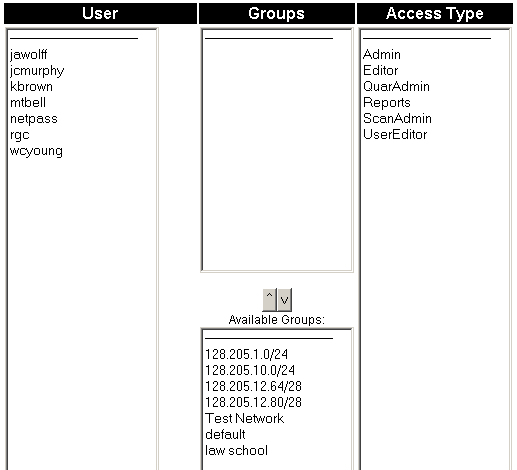 User
Groups
Access Type
jawolff
jcmurphy
kbrown
mtbell
netpass
rgc
wcyoung
Admin
Editor
QuarAdmin
Reports
ScanAdmin
UserEditor
^ v
Available Groups:
128.205.1.0/24
128.205.10.0/24
128.205.12.64/28
128.205.12.80/28
Test Network
default
law school